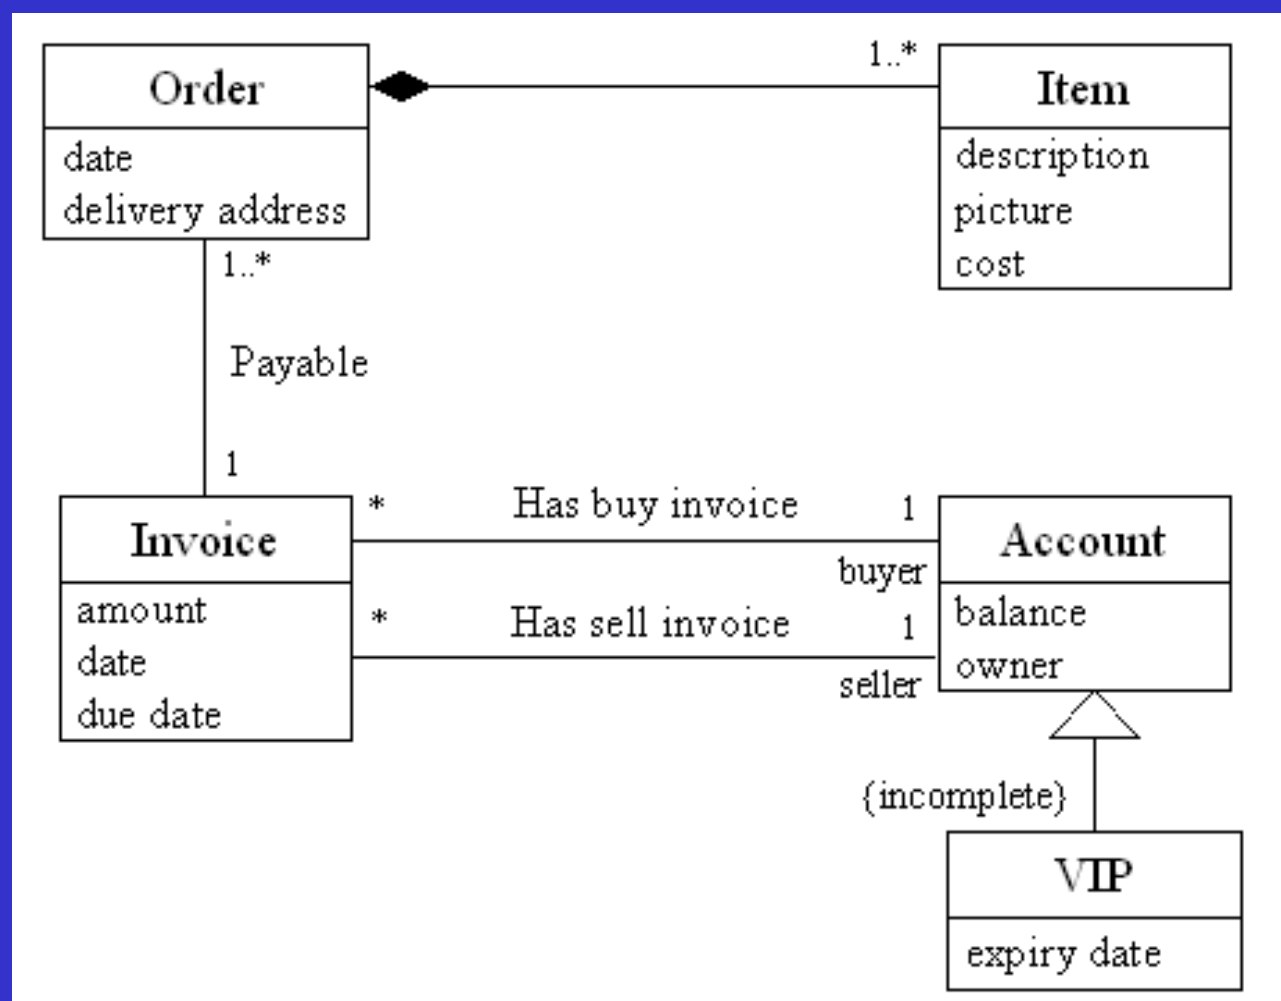 Order
date
delivery address
1..*
Item
description
picture
cost
1..*
Payable
1
Invoice
amount
date
due date
*
Has buy invoice
1
buyer
*
Has sell invoice
1
seller
Account
balance
owner
{incomplete}
VIP
expiry date